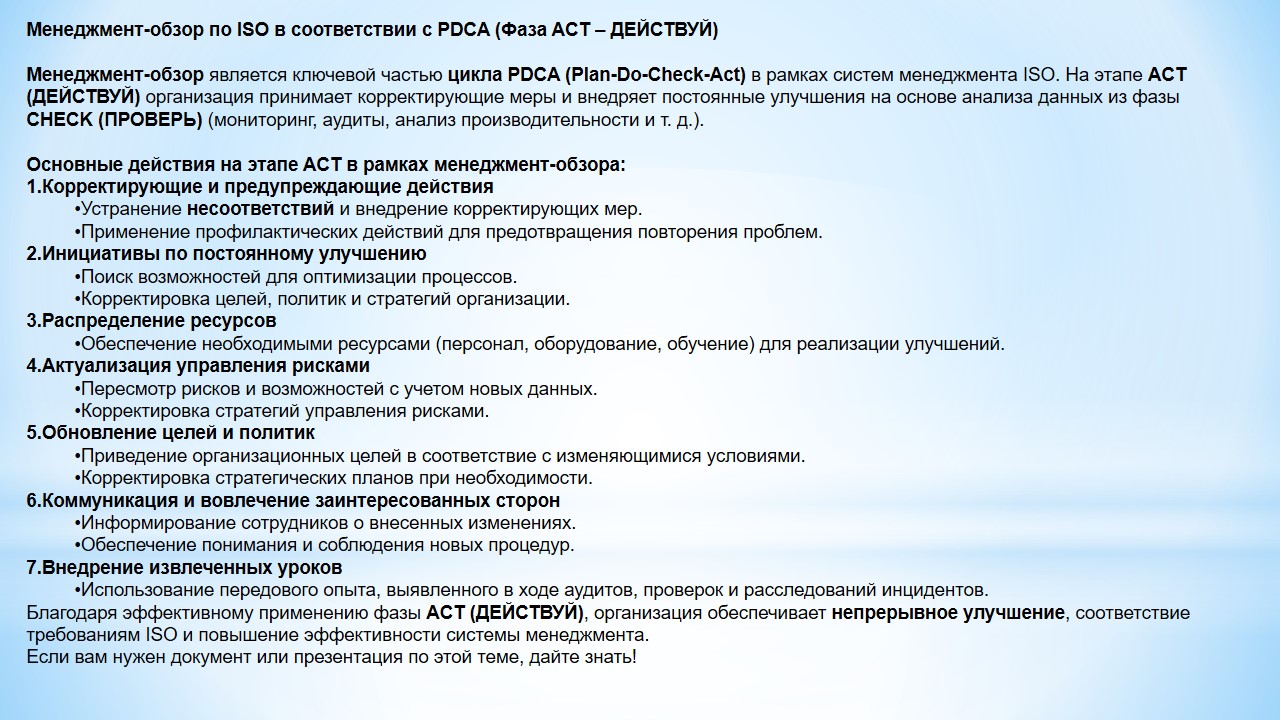 Менеджмент-обзор по ISO в соответствии с PDCA (Фаза ACT – ДЕЙСТВУЙ)
Менеджмент-обзор является ключевой частью цикла PDCA (Plan-Do-Check-Act) в рамках систем менеджмента ISO. На этапе ACT
(ДЕЙСТВУЙ) организация принимает корректирующие меры и внедряет постоянные улучшения на основе анализа данных из фазы
CHECK (ПРОВЕРЬ) (мониторинг, аудиты, анализ производительности и т. д.).
Основные действия на этапе ACT в рамках менеджмент-обзора:
1.Корректирующие и предупреждающие действия
•Устранение несоответствий и внедрение корректирующих мер.
•Применение профилактических действий для предотвращения повторения проблем.
2.Инициативы по постоянному улучшению
•Поиск возможностей для оптимизации процессов.
•Корректировка целей, политик и стратегий организации.
3.Распределение ресурсов
•Обеспечение необходимыми ресурсами (персонал, оборудование, обучение) для реализации улучшений.
4.Актуализация управления рисками
•Пересмотр рисков и возможностей с учетом новых данных.
•Корректировка стратегий управления рисками.
5.Обновление целей и политик
•Приведение организационных целей в соответствие с изменяющимися условиями.
•Корректировка стратегических планов при необходимости.
6.Коммуникация и вовлечение заинтересованных сторон
•Информирование сотрудников о внесенных изменениях.
•Обеспечение понимания и соблюдения новых процедур.
7.Внедрение извлеченных уроков
•Использование передового опыта, выявленного в ходе аудитов, проверок и расследований инцидентов.
Благодаря эффективному применению фазы ACT (ДЕЙСТВУЙ), организация обеспечивает непрерывное улучшение, соответствие
требованиям ISO и повышение эффективности системы менеджмента.
Если вам нужен документ или презентация по этой теме, дайте знать!